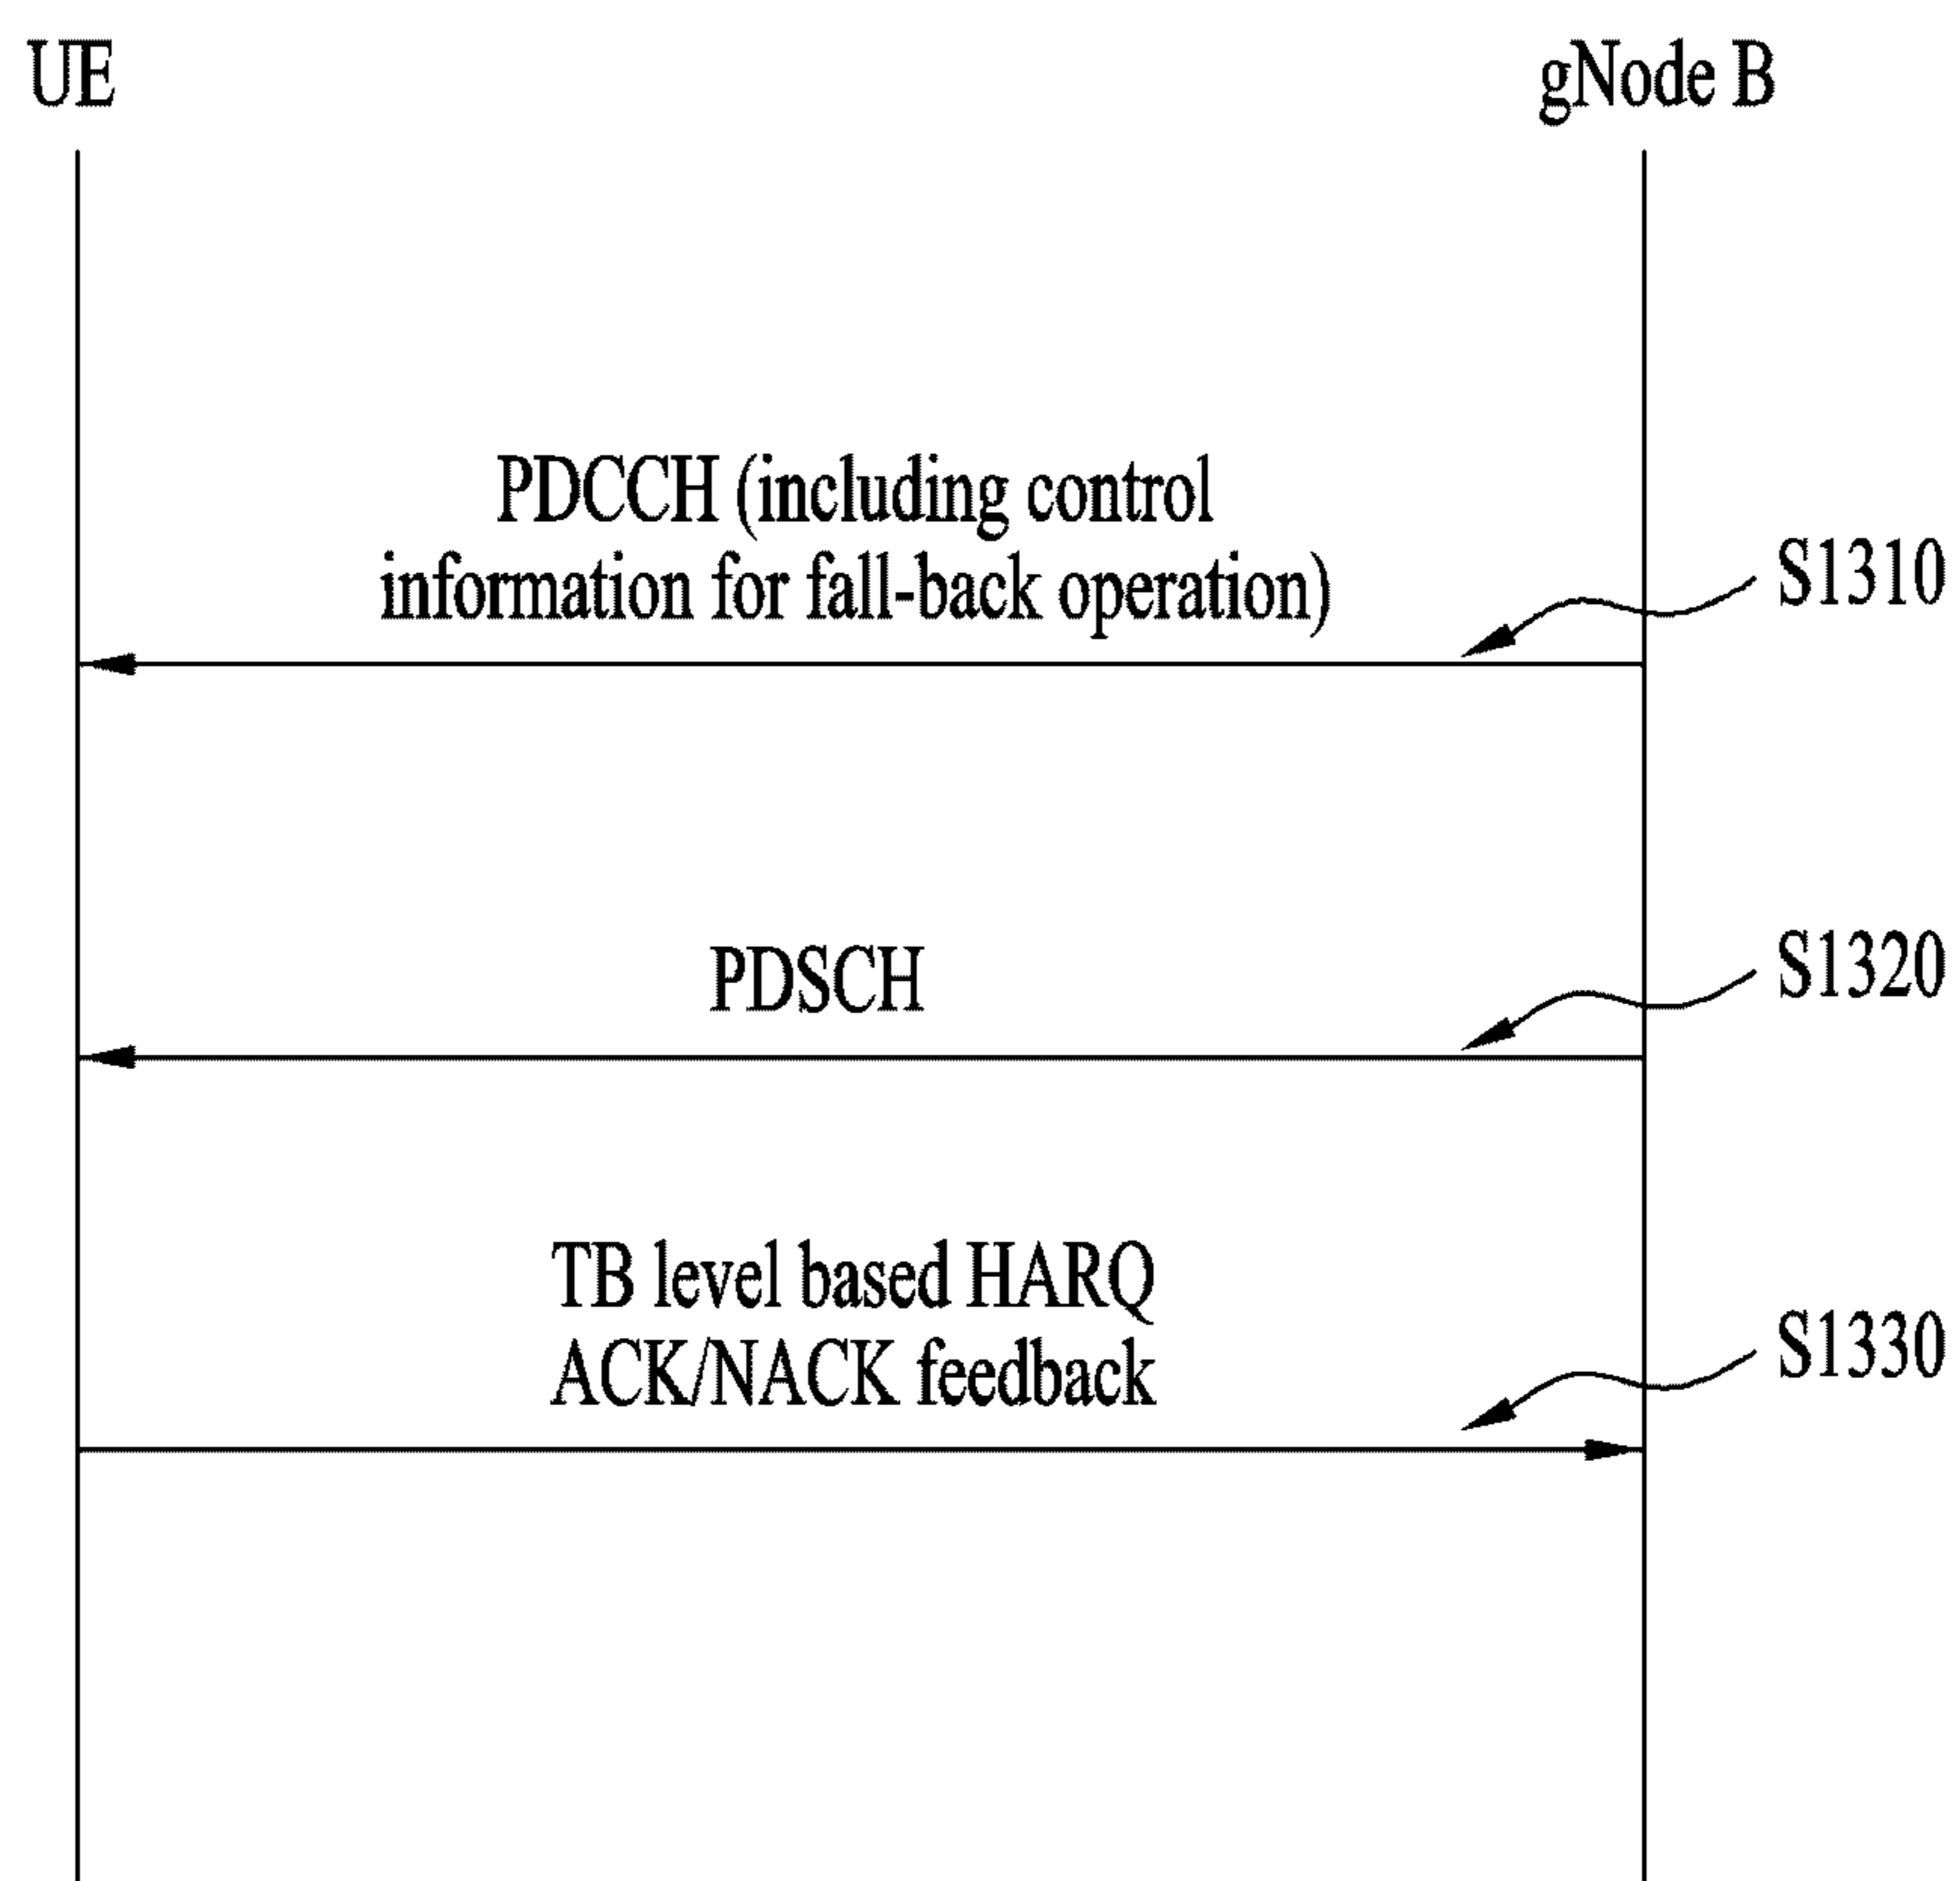 UE
gNode B
PDCCH (including control
information for fall-back operation)
S1310
PDSCH
S1320
TB level based HARQ
ACK/NACK feedback
S1330